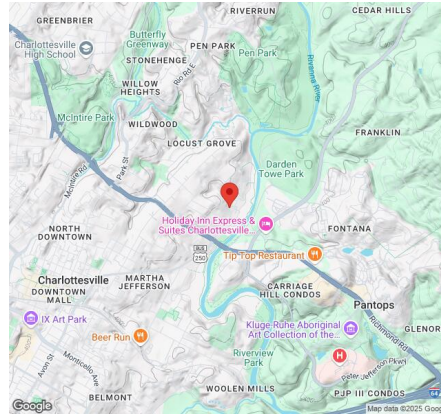 RIVERRUN
CEDAR HILLS
GREENBRIER
Butterfly
Greenway
PEN PARK
Charlottesville
High School
STONEHENGE
Pen Park
Rio Rd E
WILLOW
HEIGHTS
Rivanna River
McIntire Park
WILDWOOD
FRANKLIN
LOCUST GROVE
Park St
McIntire Rd
Darden
Towe Park
NORTH
DOWNTOWN
Holiday Inn Express &
Suites Charlottesville...
FONTANA
BUS
250
Tip Top Restaurant
Charlottesville
DOWNTOWN
MALL
MARTHA
JEFFERSON
CARRIAGE
HILL CONDOS
Pantops
IX Art Park
Beer Run
Kluge-Ruhe Aboriginal
Art Collection of the...
Richmond Rd
GLENOR
Avon St
Monticello Ave
Riverview
Park
H
Peter Jefferson Pkwy
BELMONT
WOOLEN MILLS
PJP III CONDOS
64
Google
Map data ©2025 Goo